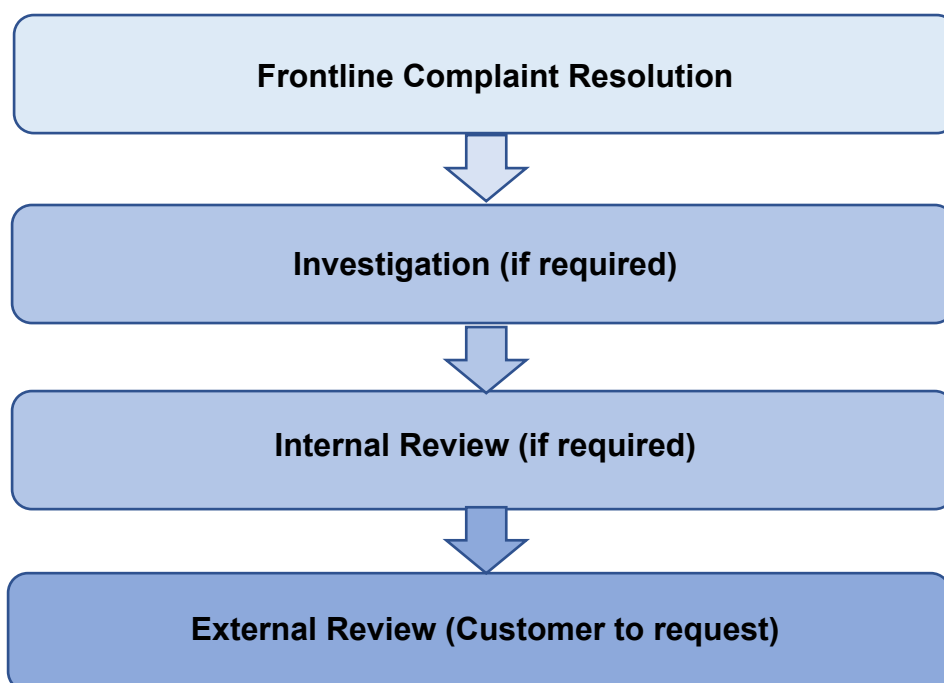 Frontline Complaint Resolution
Investigation (if required)
Internal Review (if required)
External Review (Customer to request)